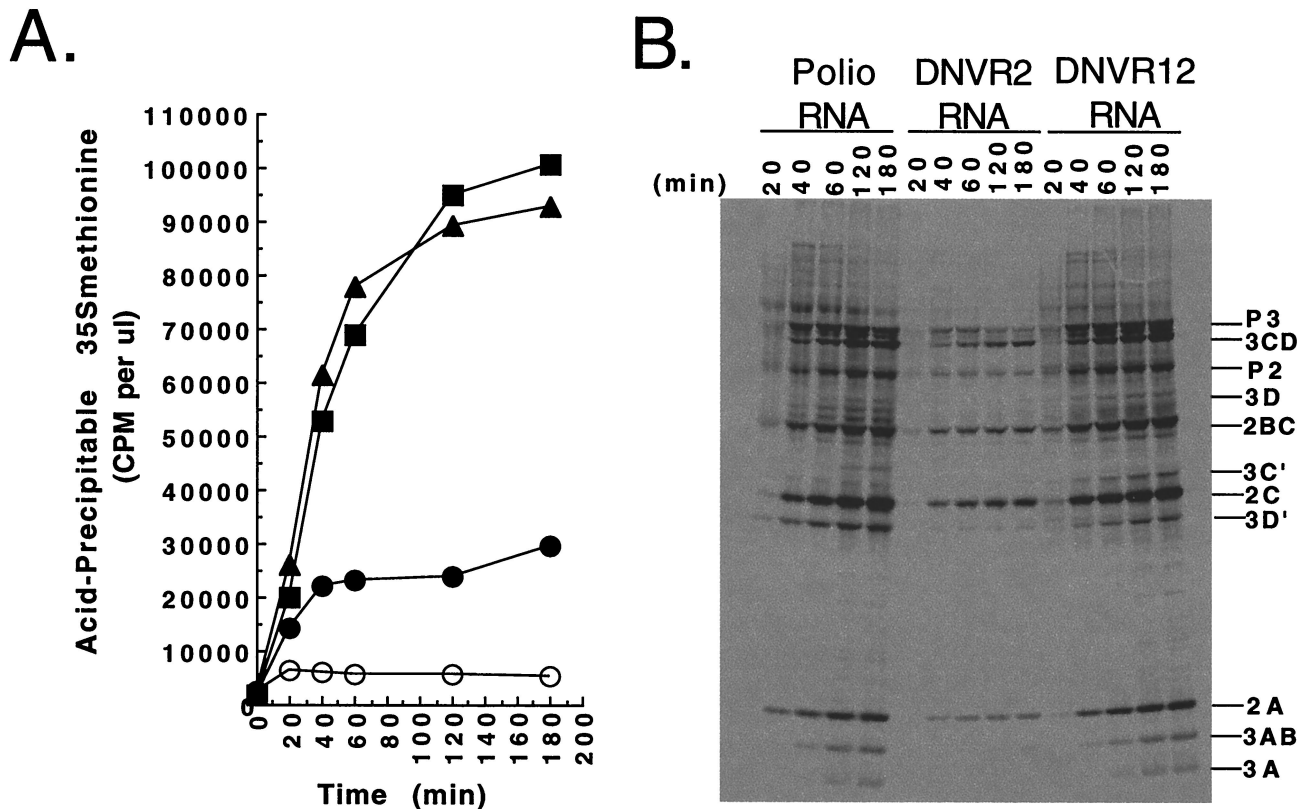 A.
Acid-Precipitable 35Smethionine
(CPM per ul)
110000
100000
90000
80000
70000
60000
50000
40000
30000
20000
10000
0
0 20 40 60 80 100 120 140 160 180 200
Time (min)
B.
Polio DNVR2 DNVR12
RNA RNA RNA
(min) 20 40 60 120 180 20 40 60 120 180 20 40 60 120 180
P3
3CD
P2
3D
2BC
3C'
2C
3D'
2A
3AB
3A